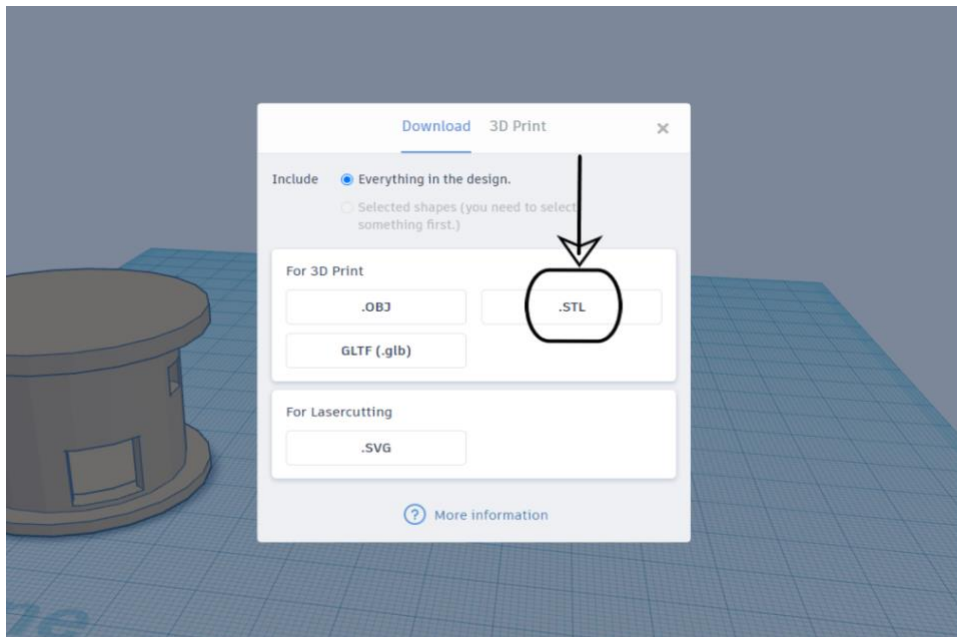 Download 3D Print
Include Everything in the design.
Selected shapes (you need to select
something first.)
For 3D Print
.OBJ .STL
GLTF (.glb)
For Lasercutting
.SVG
? More information